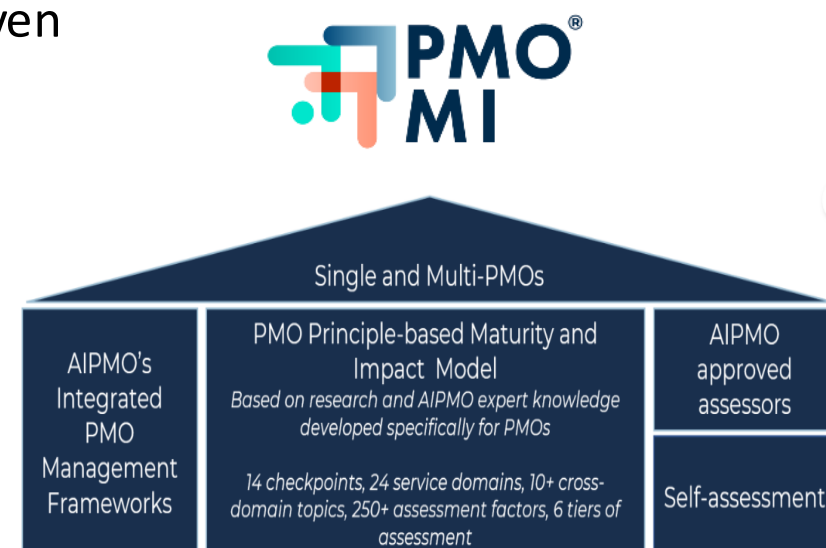 ven
PMO®
MI
Single and Multi-PMOs
AIPMO's
Integrated
PMO
Management
Frameworks
PMO Principle-based Maturity and
Impact Model
Based on research and AIPMO expert knowledge
developed specifically for PMOs
14 checkpoints, 24 service domains, 10+ cross-
domain topics, 250+ assessment factors, 6 tiers of
assessment
AIPMO
approved
assessors
Self-assessment